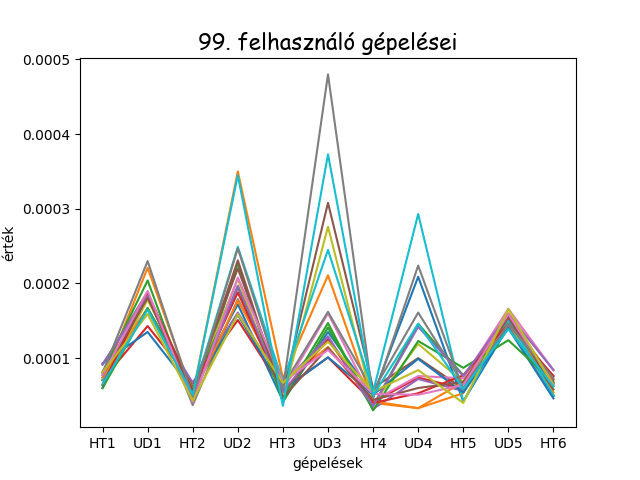 99. felhasználó gépelései
0.0005
0.0004
0.0003
0.0002
0.0001
érték
HT1 UD1 HT2 UD2 HT3 UD3 HT4 UD4 HT5 UD5 HT6
gépelések